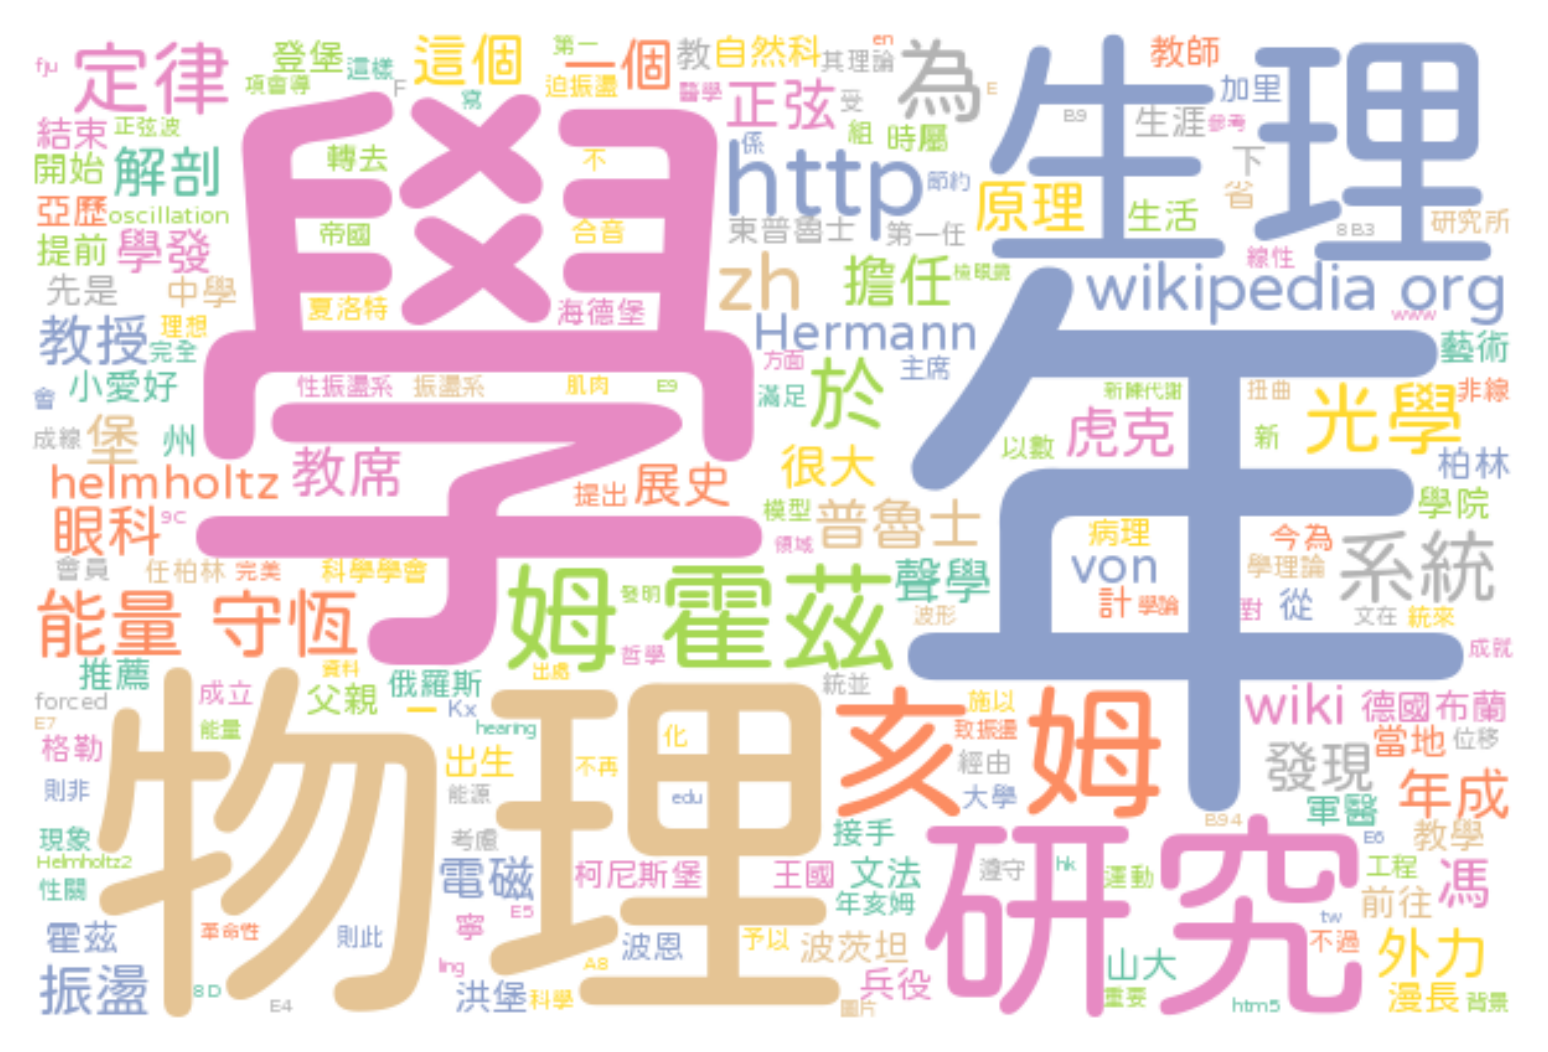 fju 定律 登堡 這樣 這個 第一 一個 教 自然科 en 其理論 為 生理 教師
項會導 F 寫 迫振盪 醫學 正弦 受 E B9 生涯 加里 參考
結束 正弦波 學 組 時屬 係
開始 解剖 轉去 不 http 節約 原理 下 省
亞歷 oscillation 帝國 合音 東普魯士 第一任 生活 8B3 研究所
提前 學發 zh 擔任 檢眼鏡 線性
先是 中學 夏洛特 海德堡 年 wikipedia org
教授 理想 完全 Hermann www 藝術
小愛好 會 性振盪系 振盪系 肌肉 E9 方面 滿足 於 主席 新陳代謝 扭曲 光學 非線
成線 堡 州 以數 虎克 新 柏林
helmholtz 教席 提出 展史 很大 學院
眼科 9C 模型 普魯士 病理 今為 系統
會員 任柏林 完美 科學學會 領域 聲學 von 學理論
能量 守恆 姆霍茲 發明 波形 計 學論 對 從 文在 統來
推薦 資料 哲學 出處 成就
forced 成立 父親 俄羅斯 統並 亥姆 施以 wiki 德國布蘭
E7 能量 物理 一 Kx hearing 致振盪 當地 位移
格勒 出生 不再 化 經由 發現
則非 能源 edu 大學 軍醫 年成
現象 考慮 接手 B94 E6 教學
Helmholtz2 電磁 柯尼斯堡 王國 文法 研究 遵守 hk 運動 工程 馮
性關 E5 年亥姆 前往
霍茲 革命性 則此 寧 波恩 予以 波茨坦 tw 不過 外力
振盪 8D E4 ling 洪堡 科學 A8 圖片 兵役 山大 重要 htm5 漫長 背景